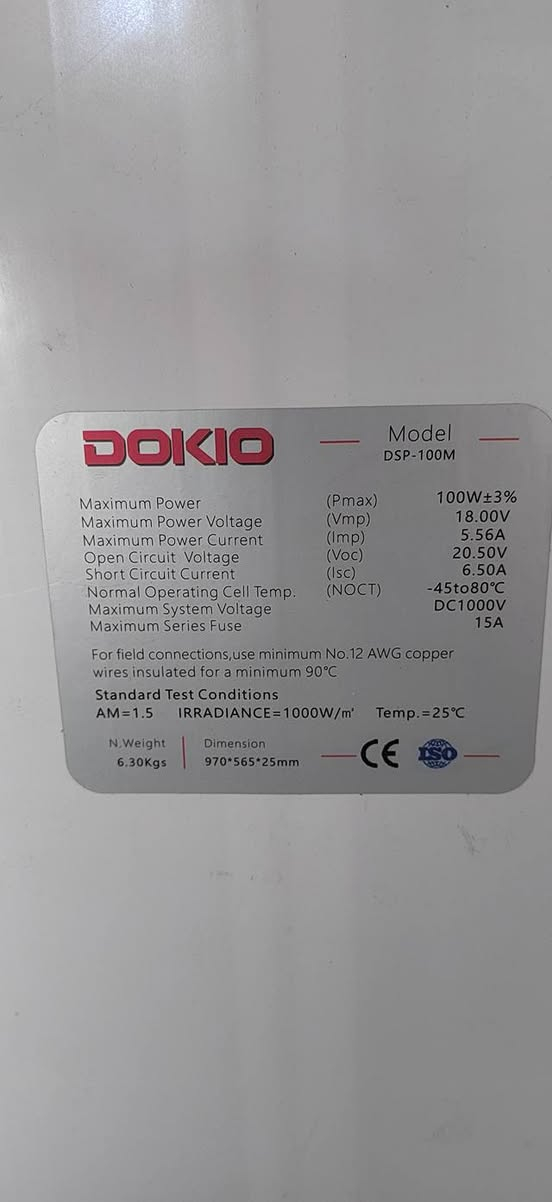 DOKIO
Model
DSP-100M
Maximum Power (Pmax) 100W±3%
Maximum Power Voltage (Vmp) 18.00V
Maximum Power Current (Imp) 5.56A
Open Circuit Voltage (Voc) 20.50V
Short Circuit Current (Isc) 6.50A
Normal Operating Cell Temp. (NOCT) -45to80℃
Maximum System Voltage DC1000V
Maximum Series Fuse 15A
For field connections,use minimum No.12 AWG copper
wires insulated for a minimum 90℃
Standard Test Conditions
AM=1.5 IRRADIANCE=1000W/㎡ Temp.=25℃
N.Weight Dimension
6.30Kgs 970*565*25mm
CE ISO